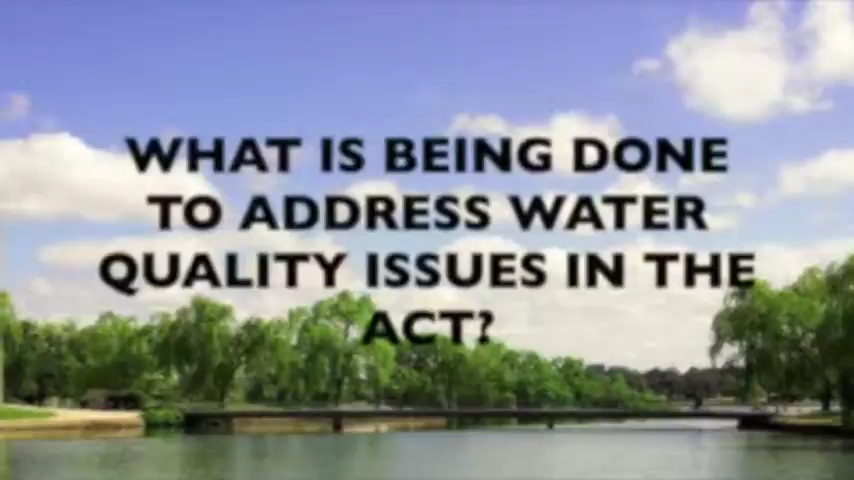 WHAT IS BEING DONE
TO ADDRESS WATER
QUALITY ISSUES IN THE
ACT?